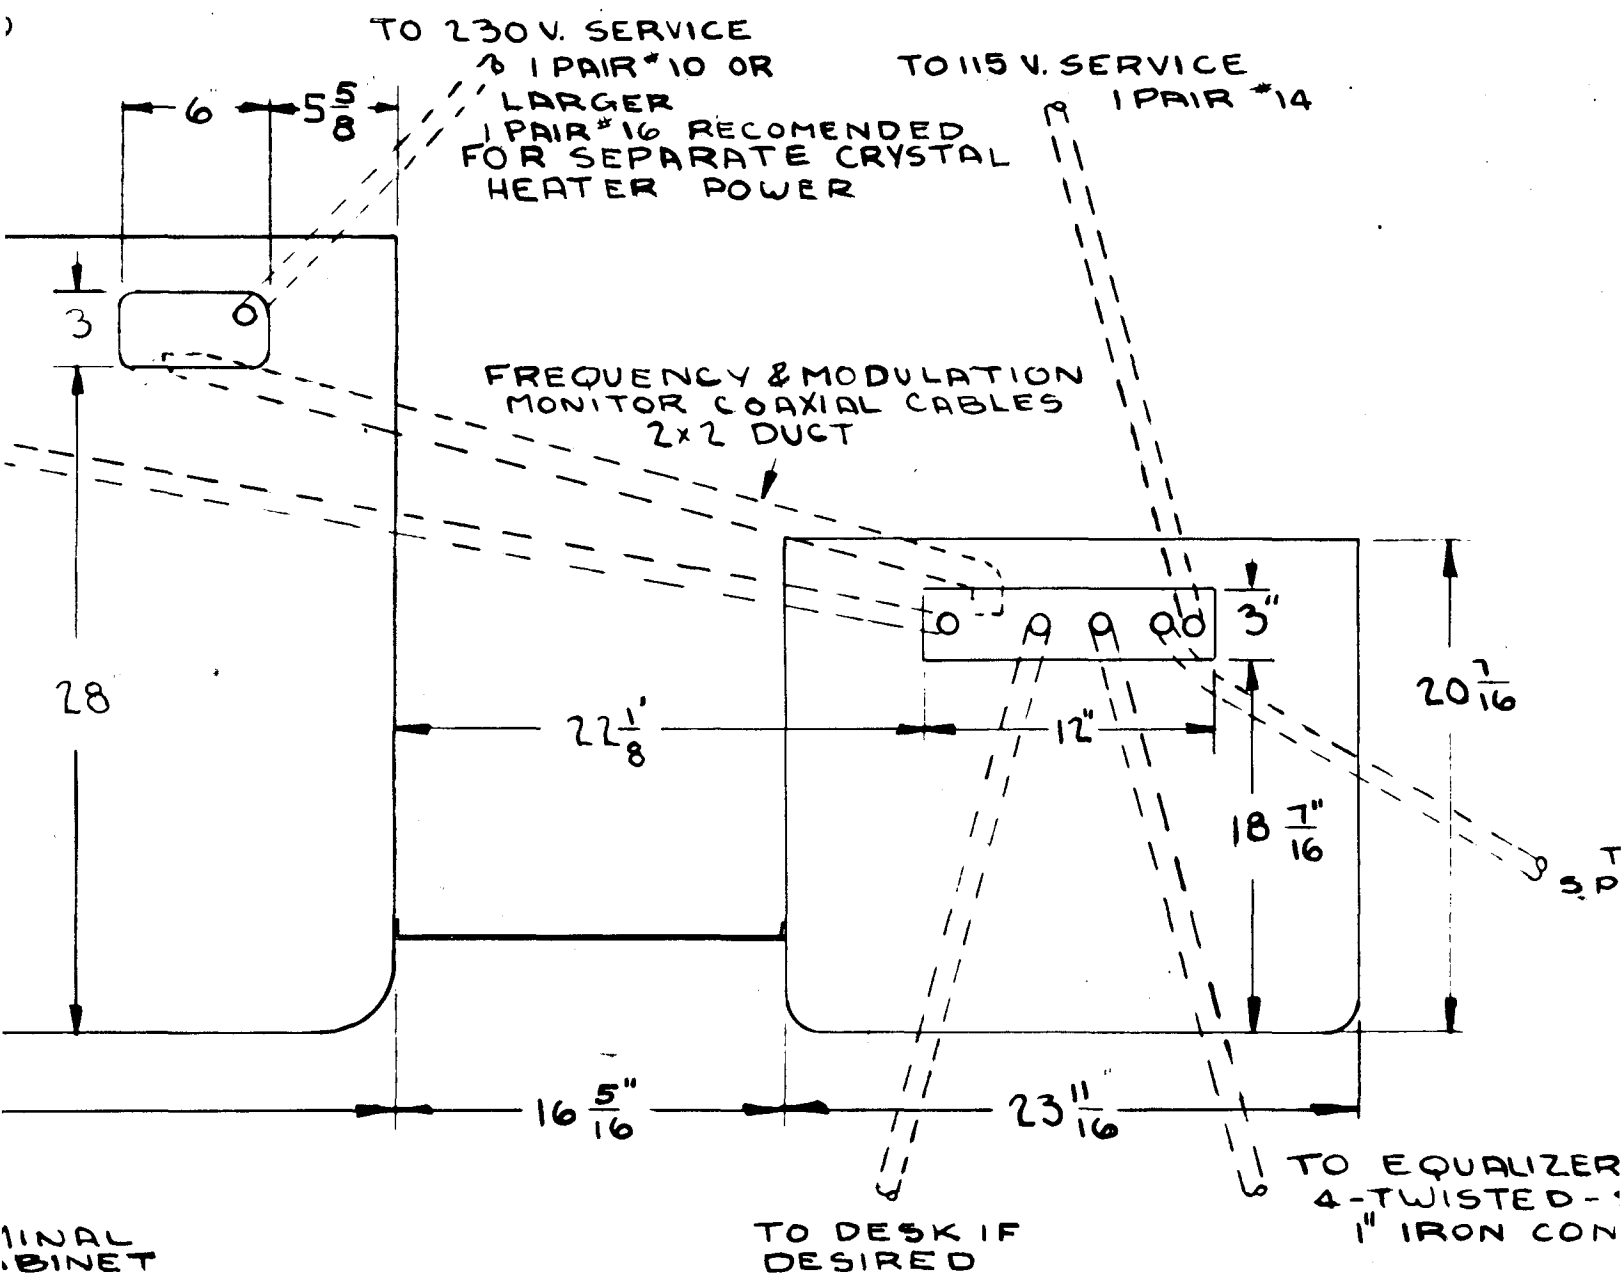 TO 230 V. SERVICE
1 PAIR #10 OR
LARGER
1 PAIR #16 RECOMENDED
FOR SEPARATE CRYSTAL
HEATER POWER
TO 115 V. SERVICE
1 PAIR #14
6
5 5/8
3
FREQUENCY & MODULATION
MONITOR COAXIAL CABLES
2x2 DUCT
28
3"
20 7/16
22 1/8'
12"
18 7/16"
16 5/16"
23 11/16"
TO EQUALIZER
4-TWISTED-
1" IRON CON
TO DESK IF
DESIRED
MINAL
BINET